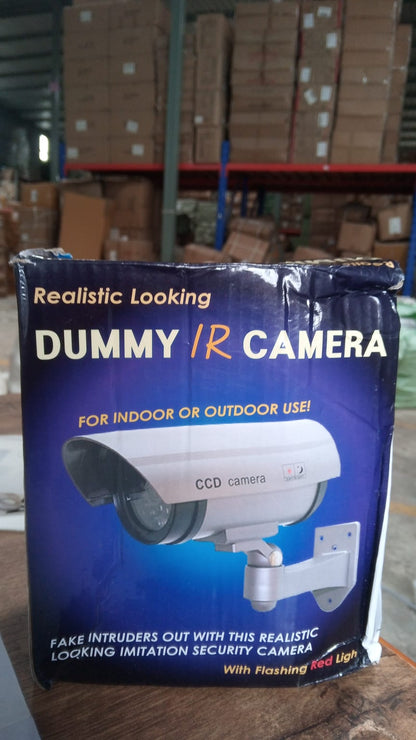 Realistic Looking
DUMMY IR CAMERA
FOR INDOOR OR OUTDOOR USE!
CCD camera
FAKE INTRUDERS OUT WITH THIS REALISTIC
LOOKING IMITATION SECURITY CAMERA
With Flashing Red Ligh